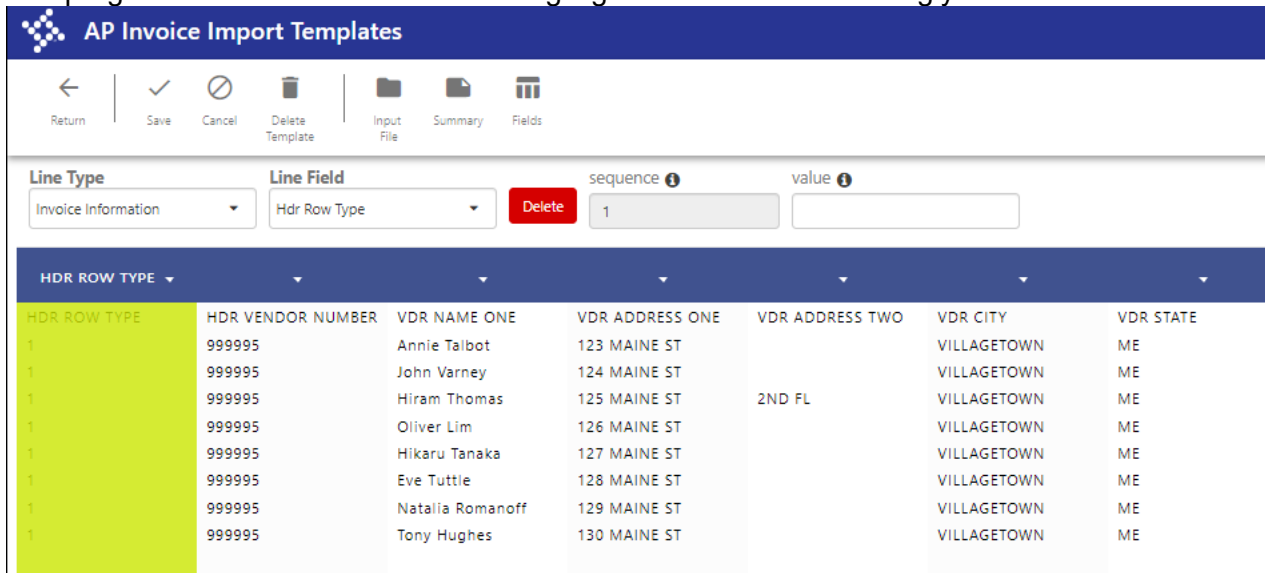 AP Invoice Import Templates
Return Save Cancel Delete Template Input File Summary Fields
Line Type Line Field sequence value
Invoice Information Hdr Row Type Delete 1
HDR ROW TYPE
HDR ROW TYPE HDR VENDOR NUMBER VDR NAME ONE VDR ADDRESS ONE VDR ADDRESS TWO VDR CITY VDR STATE
1 999995 Annie Talbot 123 MAINE ST VILLAGETOWN ME
1 999995 John Varney 124 MAINE ST VILLAGETOWN ME
1 999995 Hiram Thomas 125 MAINE ST 2ND FL VILLAGETOWN ME
1 999995 Oliver Lim 126 MAINE ST VILLAGETOWN ME
1 999995 Hikaru Tanaka 127 MAINE ST VILLAGETOWN ME
1 999995 Eve Tuttle 128 MAINE ST VILLAGETOWN ME
1 999995 Natalia Romanoff 129 MAINE ST VILLAGETOWN ME
1 999995 Tony Hughes 130 MAINE ST VILLAGETOWN ME